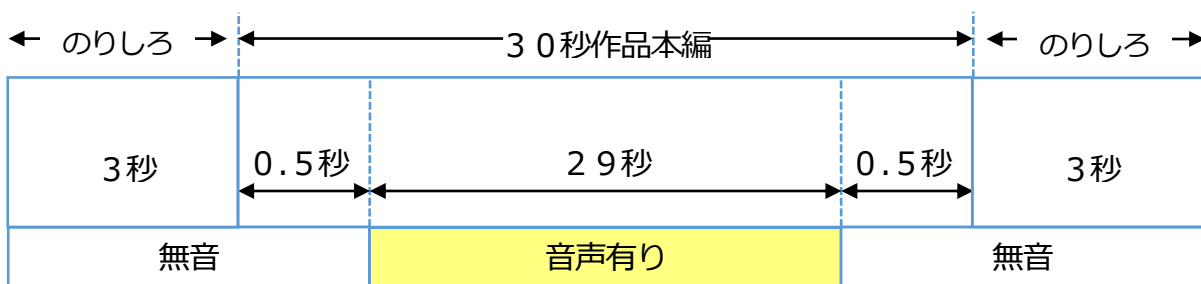 のりしろ
30秒作品本編
のりしろ
3秒
0.5秒
29秒
0.5秒
3秒
無音
音声有り
無音